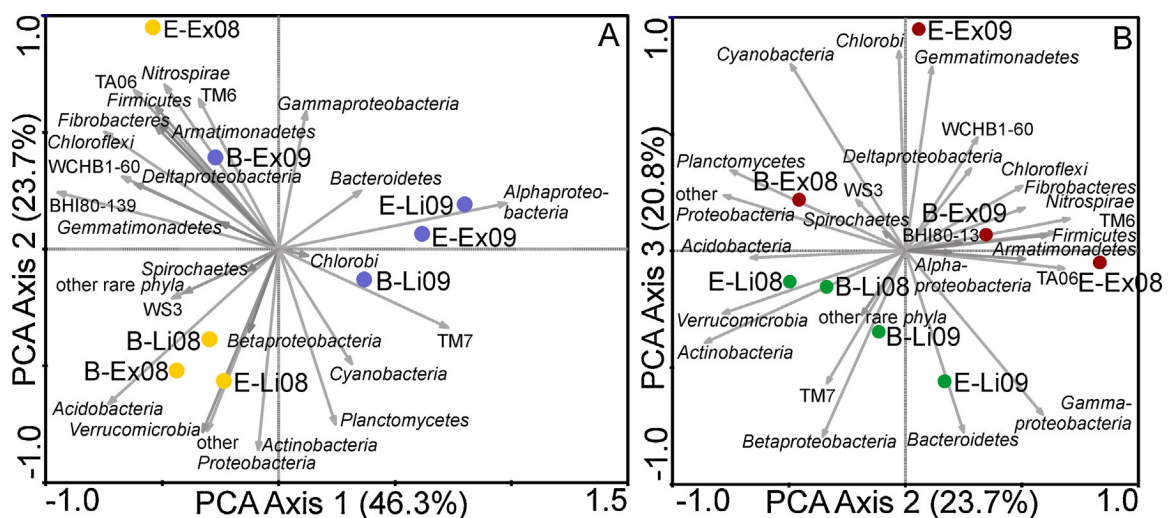 1.0
E-Ex08
A
Nitrospirae
TA06
Firmicutes
TM6
Gammaproteobacteria
Fibrobacteres
Armatimonadetes
Chloroflexi
B-Ex09
WCHB1-60
Deltaproteobacteria
Bacteroidetes
Alphaproteo-
bacteria
E-Li09
BHI80-139
Gemmatimonadetes
E-Ex09
Chlorobi
Spirochaetes
other rare phyla
B-Li09
WS3
Betaproteobacteria
TM7
B-Li08
B-Ex08
E-Li08
Cyanobacteria
Acidobacteria
Verrucomicrobia
Planctomycetes
other
Proteobacteria
Actinobacteria
-1.0
PCA Axis 2 (23.7%)
-1.0
PCA Axis 1 (46.3%)
1.5
1.0
E-Ex09
B
Chlorobi
Cyanobacteria
Gemmatimonadetes
WCHB1-60
Planctomycetes
Deltaproteobacteria
Chloroflexi
B-Ex08
WS3
Fibrobacteres
other
Proteobacteria
Spirochaetes
B-Ex09
Nitrospirae
TM6
BHI80-13
Firmicutes
Acidobacteria
Armatimonadetes
Alpha-
proteobacteria
TA06
E-Ex08
E-Li08
B-Li08
Verrucomicrobia
other rare phyla
B-Li09
Actinobacteria
E-Li09
TM7
Gamma-
proteobacteria
Betaproteobacteria
Bacteroidetes
-1.0
PCA Axis 3 (20.8%)
-1.0
PCA Axis 2 (23.7%)
1.0